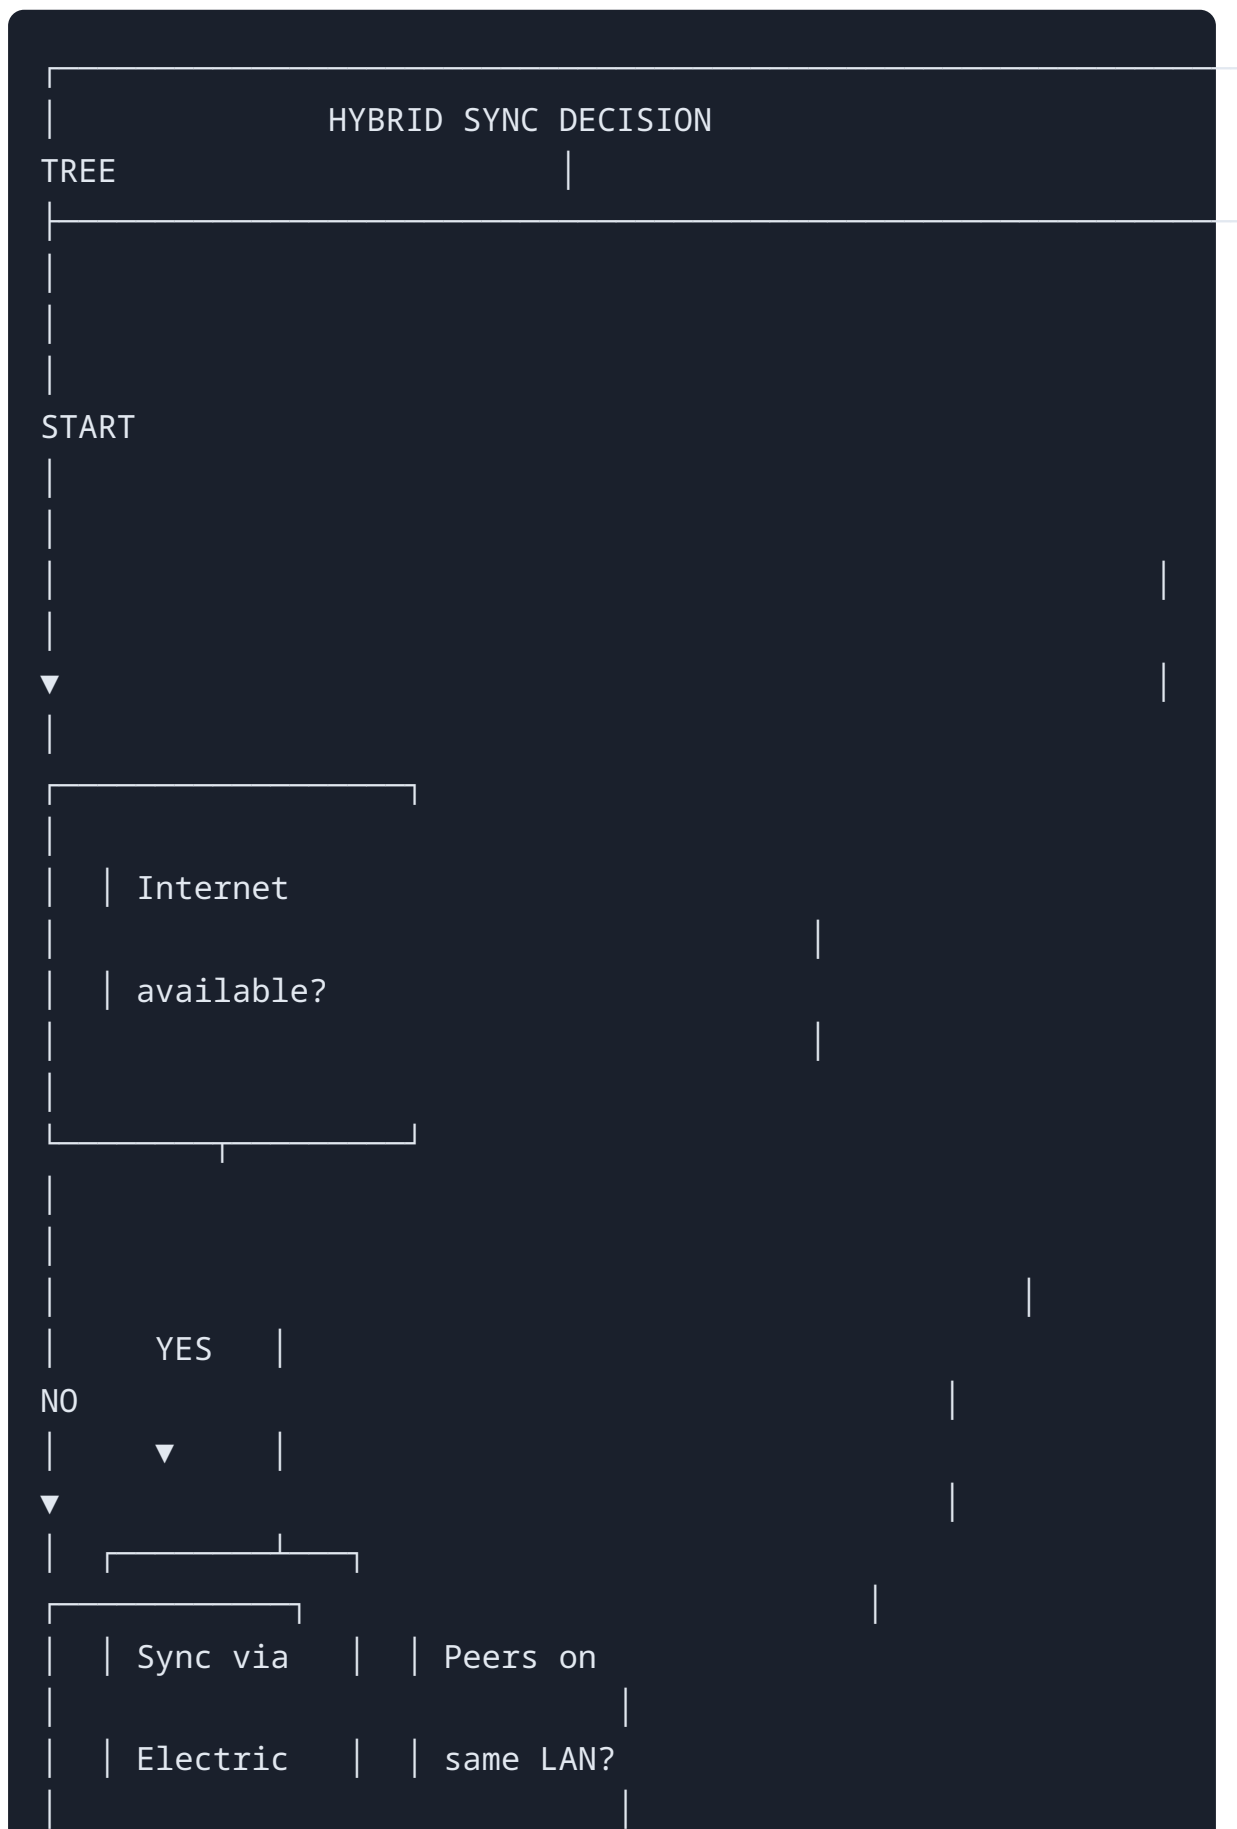 HYBRID SYNC DECISION
TREE
START
▼
Internet
available?
YES
NO
▼
▼
Sync via Peers on
Electric same LAN?